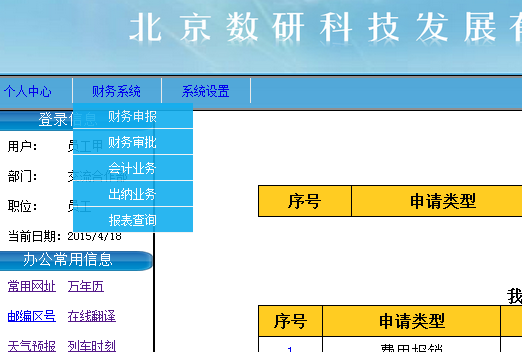 北京数研科技发展有
个人中心 财务系统 系统设置
登录信息
财务申报
财务审批
会计业务
出纳业务
报表查询
用户： 员工甲
部门：
职位： 员工
当前日期：2015/4/18
办公常用信息
常用网址 万年历
邮编区号 在线翻译
天气预报 列车时刻
序号 申请类型
我
序号 申请类型
1 费用报销